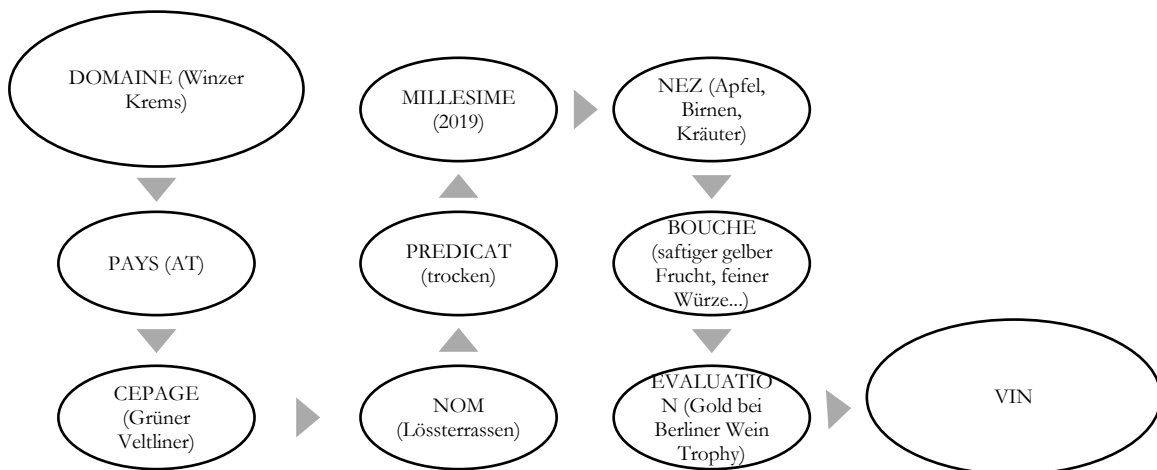 DOMAINE (Winzer
Krems)
PAYS (AT)
CEPAGE
(Grüner
Veltliner)
NOM
(Lössterrassen)
PREDICAT
(trocken)
MILLESIME
(2019)
NEZ (Apfel,
Birnen,
Kräuter)
BOUCHE
(saftiger gelber
Frucht, feiner
Würze...)
EVALUATIO
N (Gold bei
Berliner Wein
Trophy)
VIN